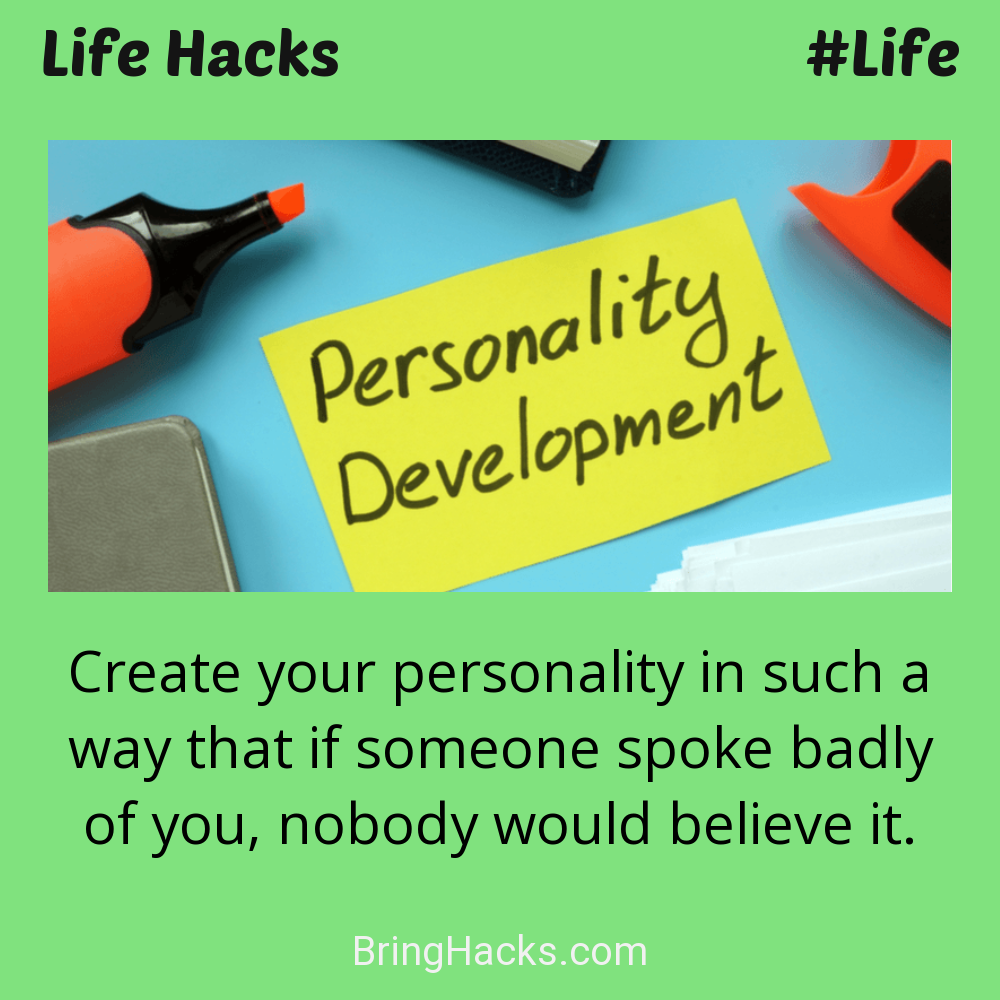 Life Hacks
#Life
Personality
Development
Create your personality in such a
way that if someone spoke badly
of you, nobody would believe it.
BringHacks.com